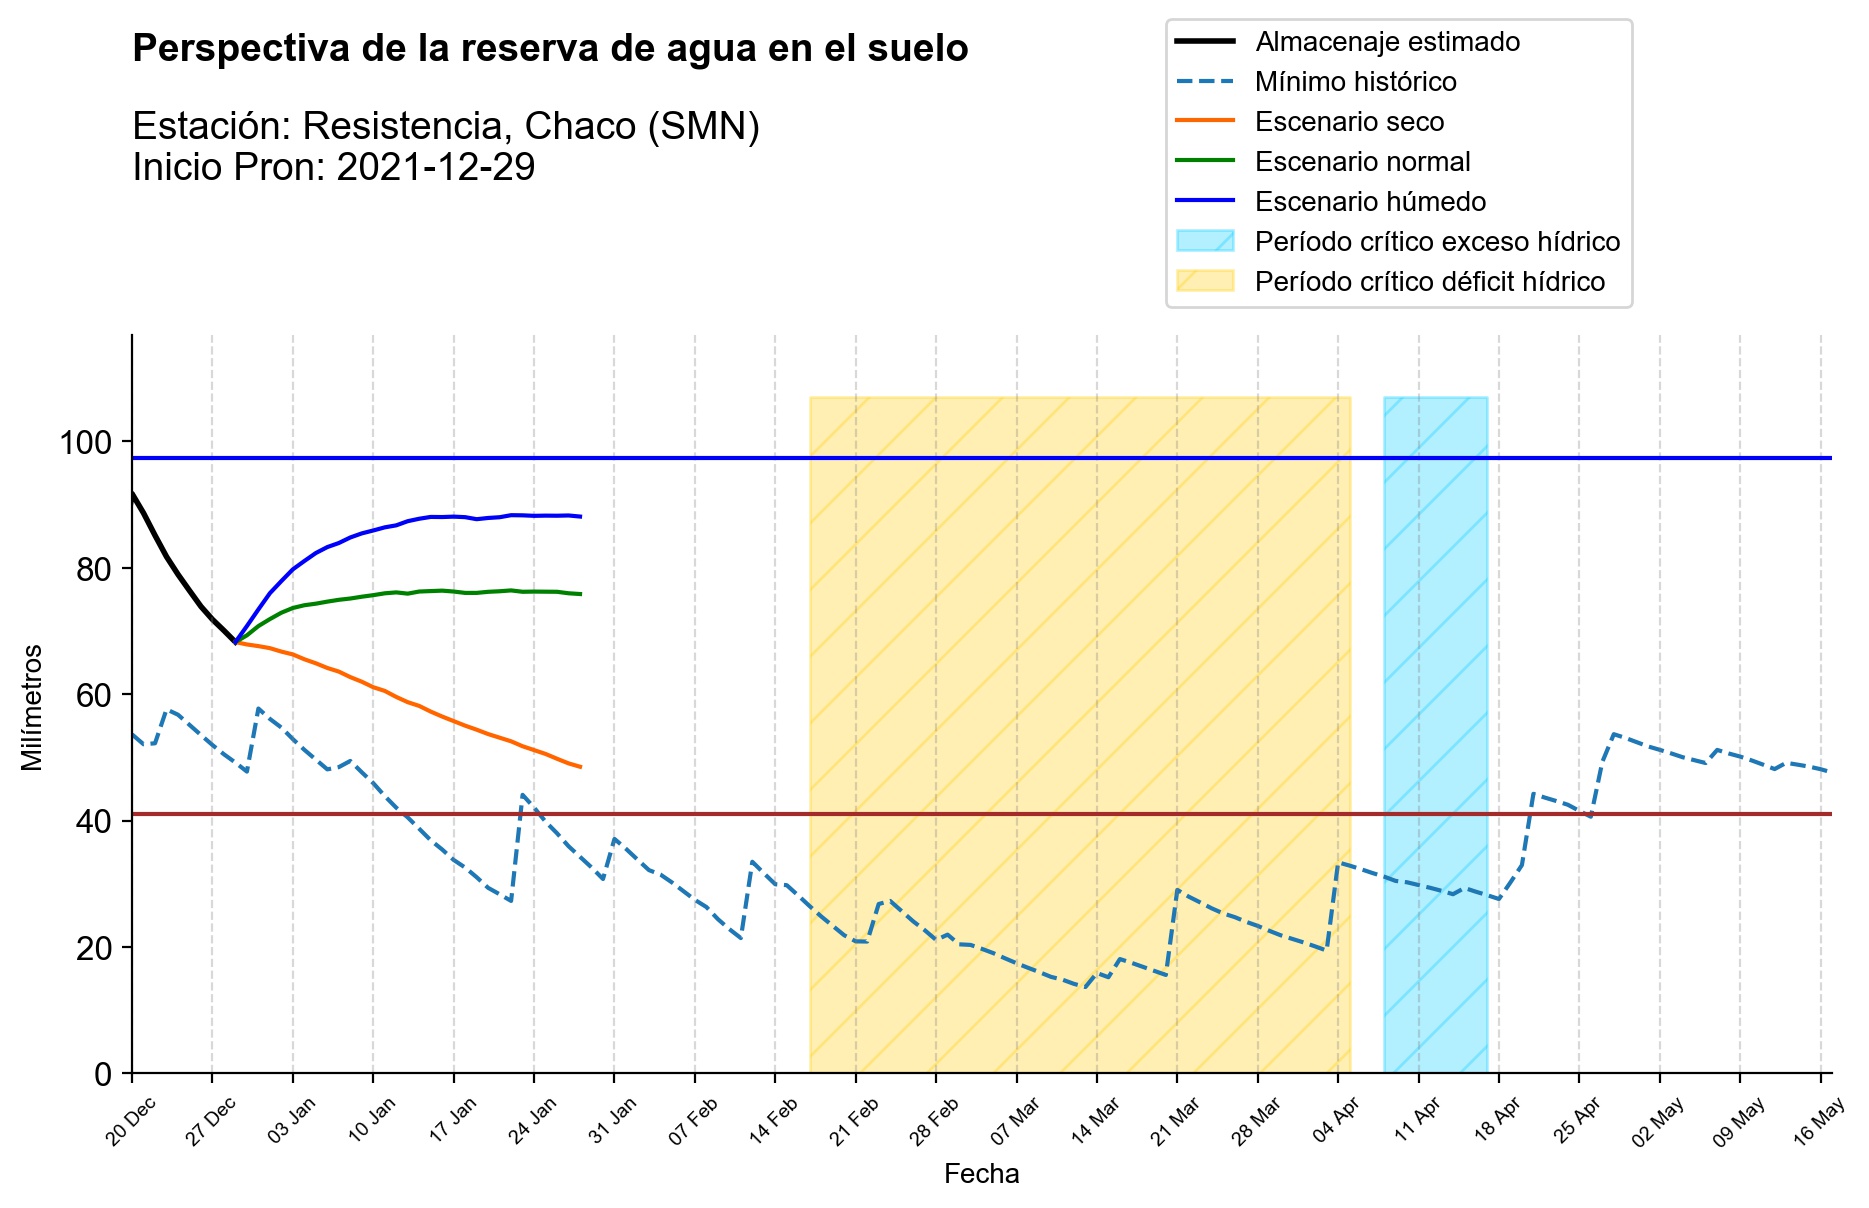 Perspectiva de la reserva de agua en el suelo
Estación: Resistencia, Chaco (SMN)
Inicio Pron: 2021-12-29
Almacenaje estimado
Mínimo histórico
Escenario seco
Escenario normal
Escenario húmedo
Período crítico exceso hídrico
Período crítico déficit hídrico
Milímetros
100
80
60
40
20
0
20 Dec
27 Dec
03 Jan
10 Jan
17 Jan
24 Jan
31 Jan
07 Feb
14 Feb
21 Feb
28 Feb
07 Mar
14 Mar
21 Mar
28 Mar
04 Apr
11 Apr
18 Apr
25 Apr
02 May
09 May
16 May
Fecha